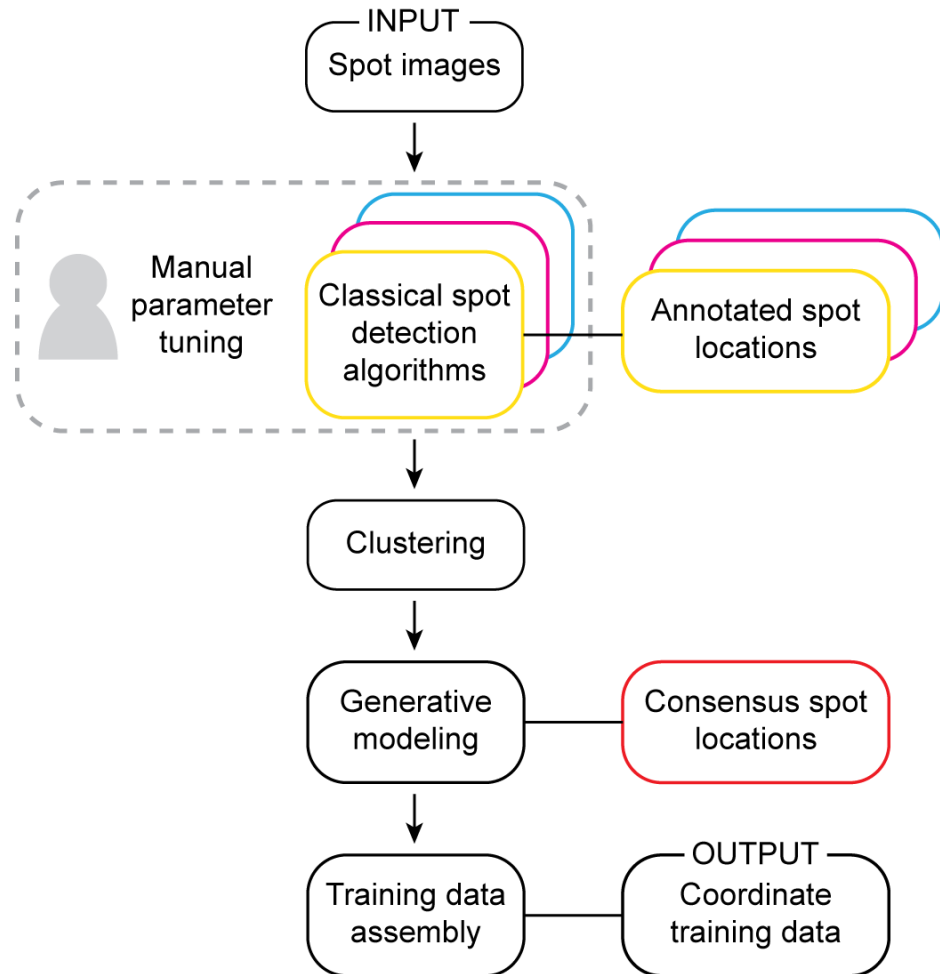 INPUT
Spot images
Manual
parameter
tuning
Classical spot
detection
algorithms
Annotated spot
locations
Clustering
Generative
modeling
Consensus spot
locations
Training data
assembly
OUTPUT
Coordinate
training data